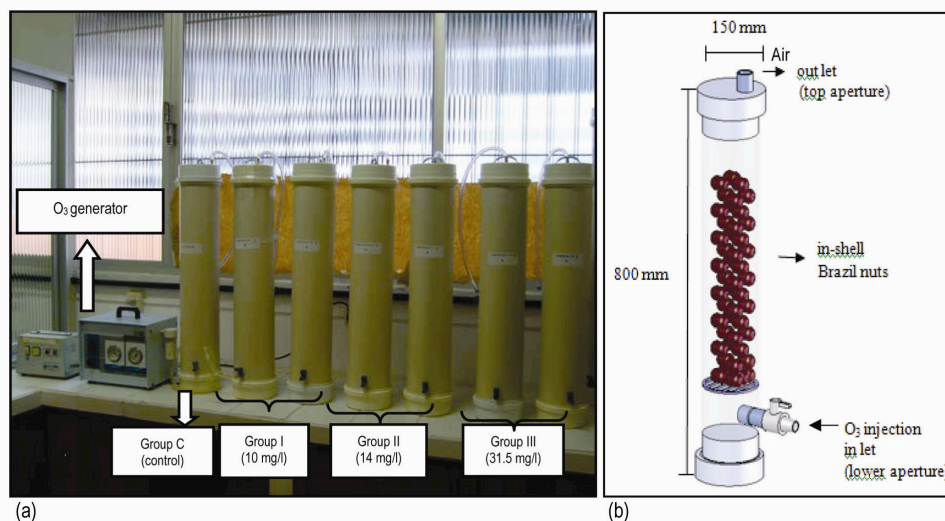 O₃ generator
Group C
(control)
Group I
(10 mg/l)
Group II
(14 mg/l)
Group III
(31.5 mg/l)
(a)
150 mm
Air
out let
(top aperture)
800 mm
in-shell
Brazil nuts
O₃ injection
in let
(lower aperture)
(b)